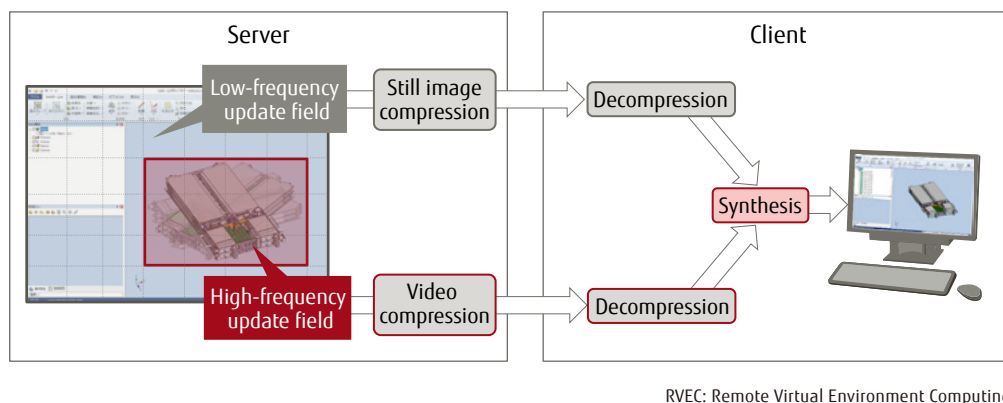 Server
Client
Low-frequency
update field
Still image
compression
Decompression
Synthesis
High-frequency
update field
Video
compression
Decompression
RVEC: Remote Virtual Environment Computing